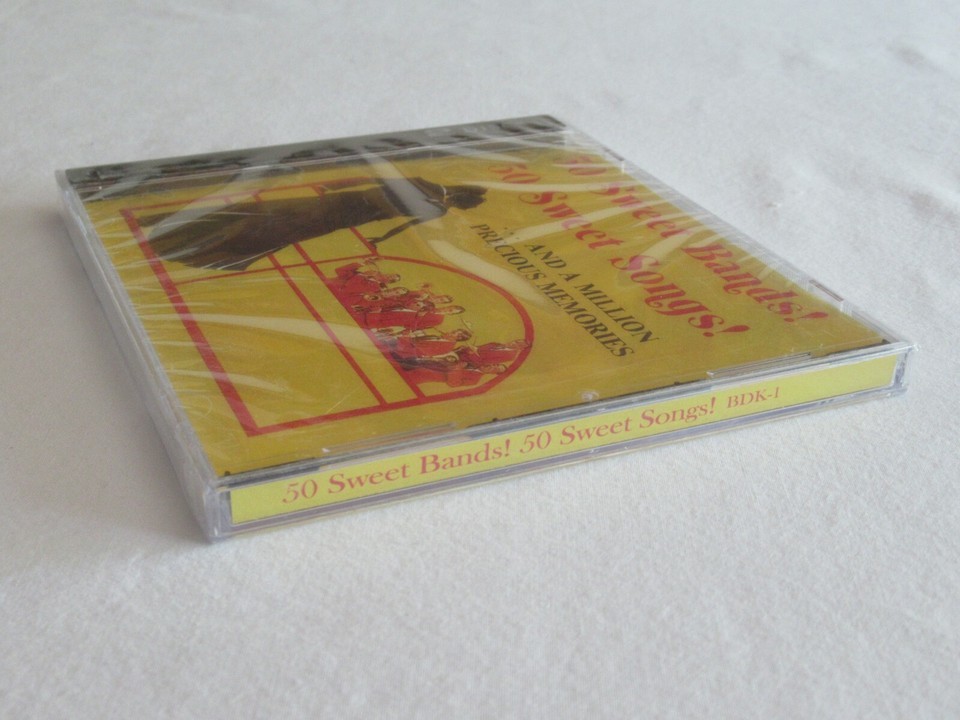 50 Sweet Bands!
50 Sweet Songs!
... AND A MILLION
PRECIOUS MEMORIES
50 Sweet Bands! 50 Sweet Songs! BDK-1